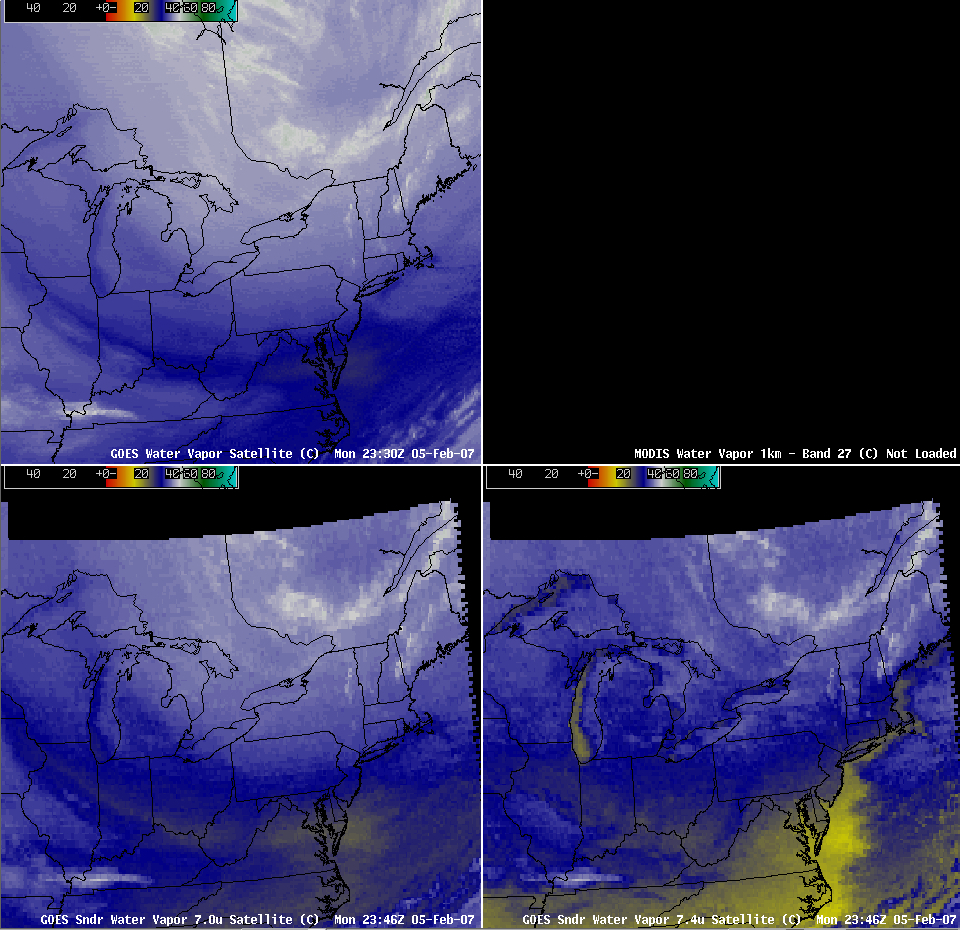 40 20 +0- 20 40 60 80
GOES Water Vapor Satellite (C) Mon 23:30Z 05-Feb-07
MODIS Water Vapor 1km - Band 27 (C) Not Loaded
40 20 +0- 20 40 60 80
40 20 +0- 20 40 60 80
GOES Sndr Water Vapor 7.0u Satellite (C) Mon 23:46Z 05-Feb-07
GOES Sndr Water Vapor 7.4u Satellite (C) Mon 23:46Z 05-Feb-07